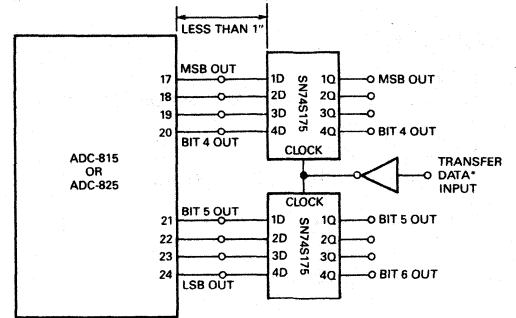 LESS THAN 1"
MSB OUT
17
18
19
20
BIT 4 OUT
1D
2D
3D
4D
SN74S175
1Q
2Q
3Q
4Q
CLOCK
MSB OUT
BIT 4 OUT
ADC-815
OR
ADC-825
TRANSFER
DATA*
INPUT
BIT 5 OUT
21
22
23
24
LSB OUT
CLOCK
1D
2D
3D
4D
SN74S175
1Q
2Q
3Q
4Q
BIT 5 OUT
BIT 6 OUT